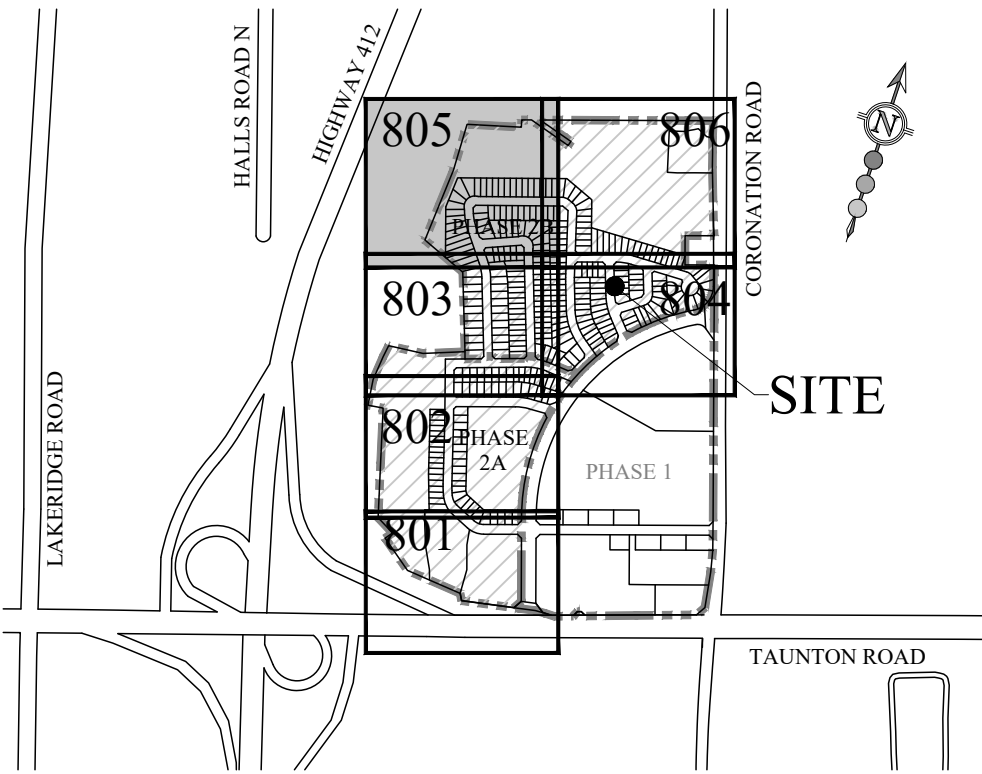 HALLS ROAD N
HIGHWAY 412
805
806
CORONATION ROAD
N
PHASE 2B
803
804
LAKERIDGE ROAD
SITE
802
PHASE
2A
PHASE 1
801
TAUNTON ROAD